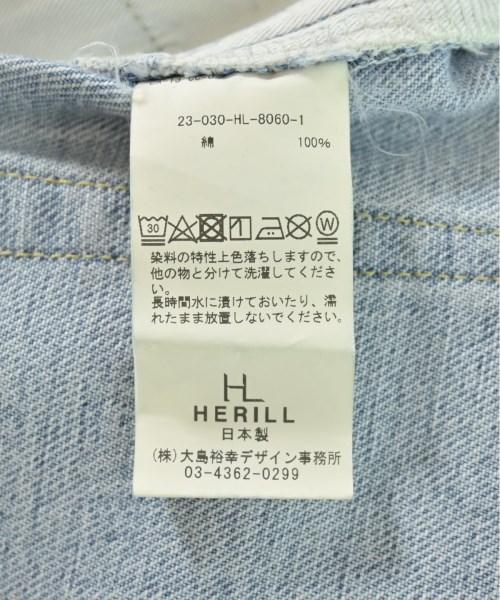 23-030-HL-8060-1
綿 100%
30 W
染料の特性上色落ちしますので、
他の物と分けて洗濯してくださ
い。
長時間水に漬けておいたり、濡
れたまま放置しないでください。
HL
HERILL
日本製
(株)大島裕幸デザイン事務所
03-4362-0299